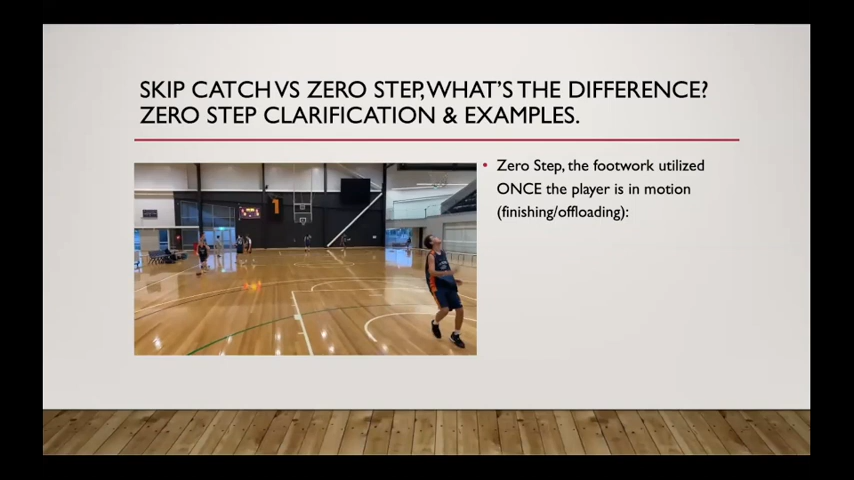 SKIP CATCH VS ZERO STEP, WHAT'S THE DIFFERENCE?
ZERO STEP CLARIFICATION & EXAMPLES.
• Zero Step, the footwork utilized
ONCE the player is in motion
(finishing/offloading):
1